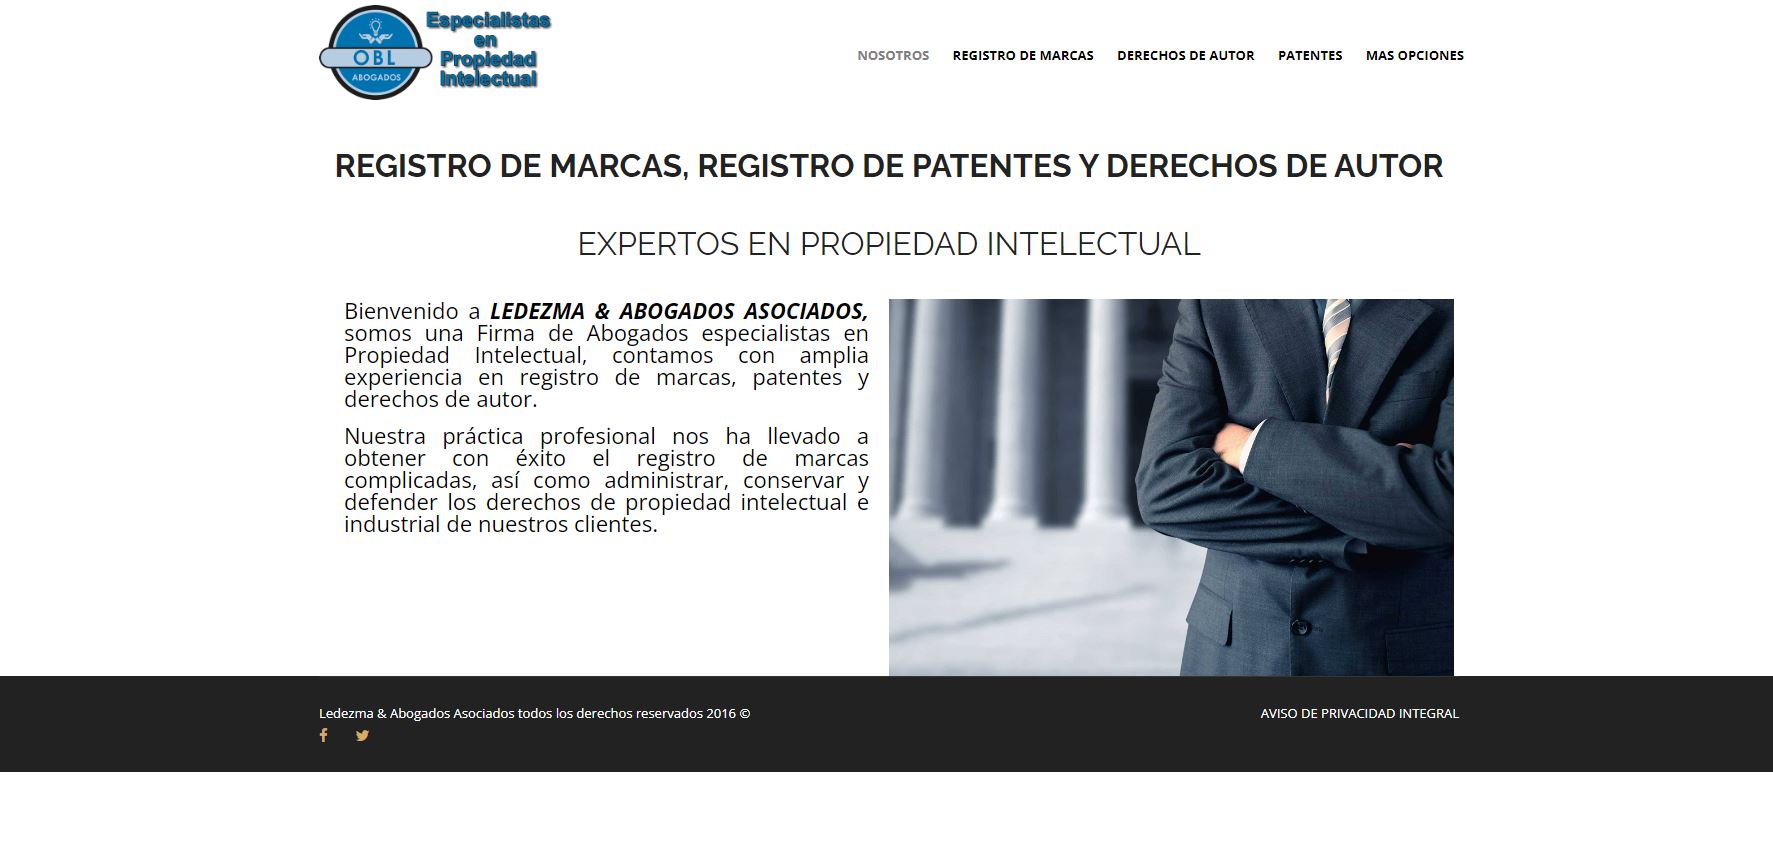 OBL
ABOGADOS
Especialistas
en
Propiedad
Intelectual
NOSOTROS REGISTRO DE MARCAS DERECHOS DE AUTOR PATENTES MAS OPCIONES
REGISTRO DE MARCAS, REGISTRO DE PATENTES Y DERECHOS DE AUTOR
EXPERTOS EN PROPIEDAD INTELECTUAL
Bienvenido a LEDEZMA & ABOGADOS ASOCIADOS,
somos una Firma de Abogados especialistas en
Propiedad Intelectual, contamos con amplia
experiencia en registro de marcas, patentes y
derechos de autor.
Nuestra práctica profesional nos ha llevado a
obtener con éxito el registro de marcas
complicadas, así como administrar, conservar y
defender los derechos de propiedad intelectual e
industrial de nuestros clientes.
Ledezma & Abogados Asociados todos los derechos reservados 2016 ©
AVISO DE PRIVACIDAD INTEGRAL